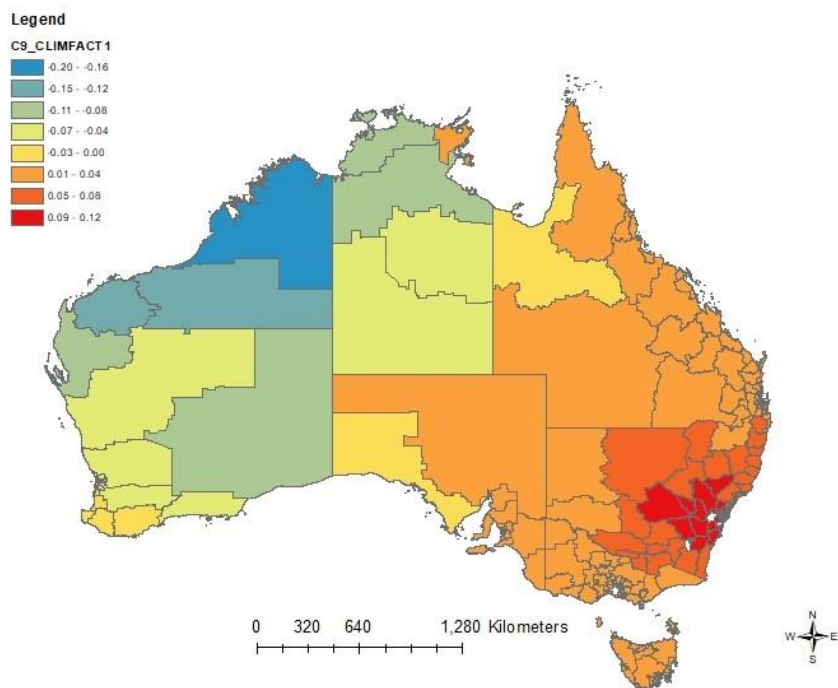 Legend
C9_CLIMFACT1
-0.20 - -0.16
-0.15 - -0.12
-0.11 - -0.08
-0.07 - -0.04
-0.03 - 0.00
0.01 - 0.04
0.05 - 0.08
0.09 - 0.12
0 320 640 1,280 Kilometers
N
W E
S